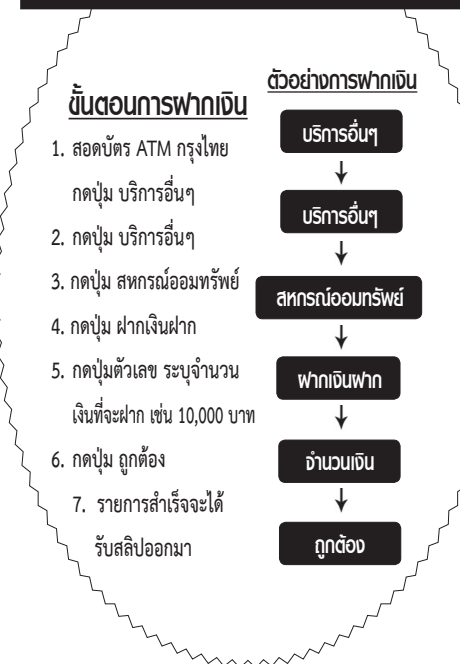 ขั้นตอนการฝากเงิน
1. สอดบัตร ATM กรุงไทย
กดปุ่ม บริการอื่นๆ
2. กดปุ่ม บริการอื่นๆ
3. กดปุ่ม สหกรณ์ออมทรัพย์
4. กดปุ่ม ฝากเงินฝาก
5. กดปุ่มตัวเลข ระบุจำนวน
เงินที่จะฝาก เช่น 10,000 บาท
6. กดปุ่ม ถูกต้อง
7. รายการสำเร็จจะได้
รับสลิปออกมา
ตัวอย่างการฝากเงิน
บริการอื่นๆ
บริการอื่นๆ
สหกรณ์ออมทรัพย์
ฝากเงินฝาก
จำนวนเงิน
ถูกต้อง